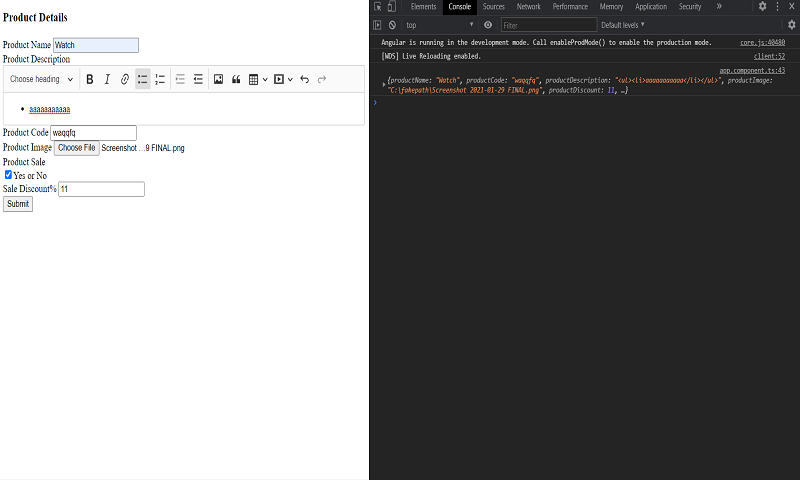 Product Details
Product Name Watch
Product Description
Choose heading B I
aaaaaaaaaaa
Product Code waqqfq
Product Image Choose File Screenshot ...9 FINAL.png
Product Sale
Yes or No
Sale Discount% 11
Submit
Elements Console Sources Network Performance Memory Application Security »
top Filter Default levels
Angular is running in the development mode. Call enableProdMode() to enable the production mode. core.js:40480
[WDS] Live Reloading enabled. client:52
app.component.ts:43
{productName: "Watch", productCode: "waqqfq", productDescription: "<ul><li>aaaaaaaaaaa</li></ul>", productImage:
"C:\fakepath\Screenshot 2021-01-29 FINAL.png", productDiscount: 11, …}